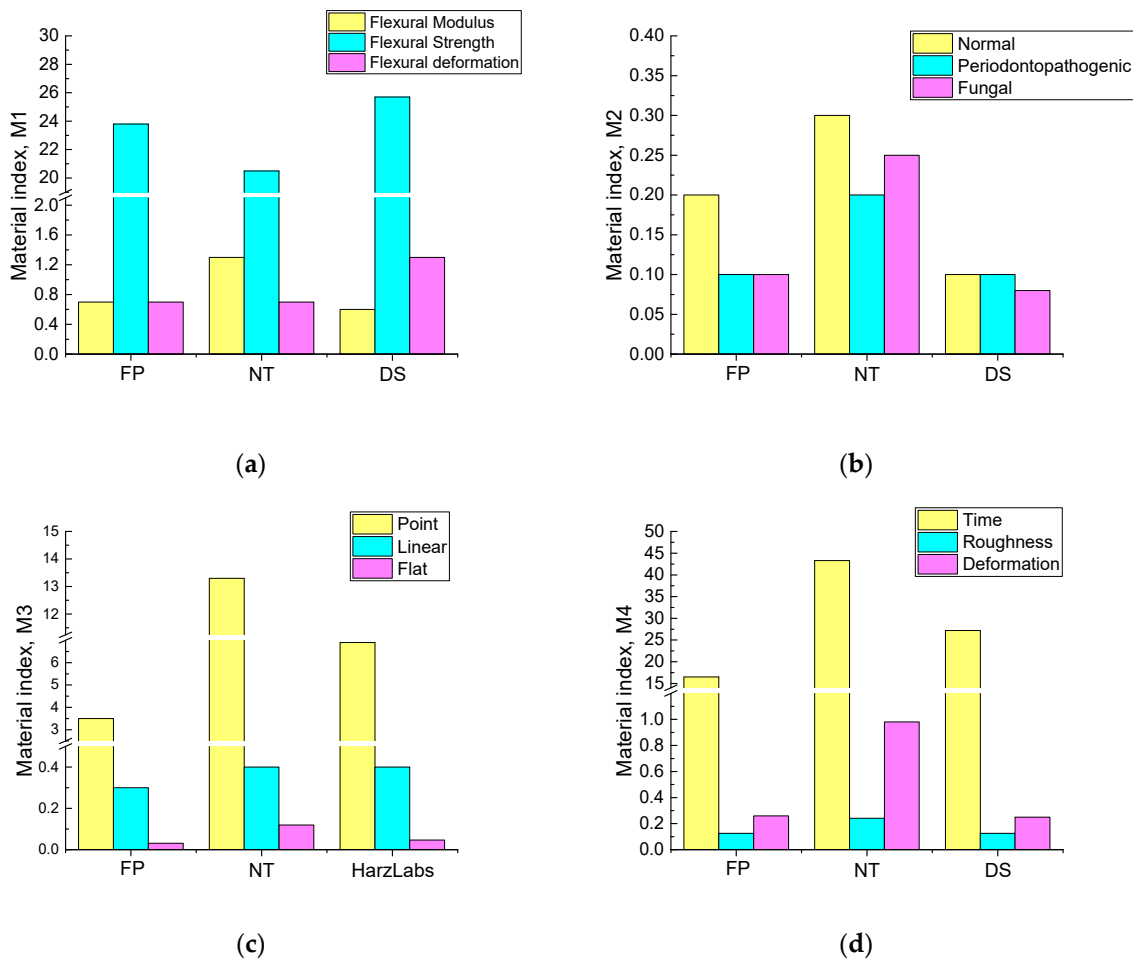 Flexural Modulus
Flexural Strength
Flexural deformation
Material index, M1
30
28
26
24
22
20
2.0
1.6
1.2
0.8
0.4
0.0
FP NT DS
(a)
Normal
Periodontopathogenic
Fungal
Material index, M2
0.40
0.35
0.30
0.25
0.20
0.15
0.10
0.05
0.00
FP NT DS
(b)
Point
Linear
Flat
Material index, M3
15
14
13
12
6
5
4
3
0.4
0.2
0.0
FP NT HarzLabs
(c)
Time
Roughness
Deformation
Material index, M4
50
45
40
35
30
25
20
15
1.0
0.8
0.6
0.4
0.2
0.0
FP NT DS
(d)